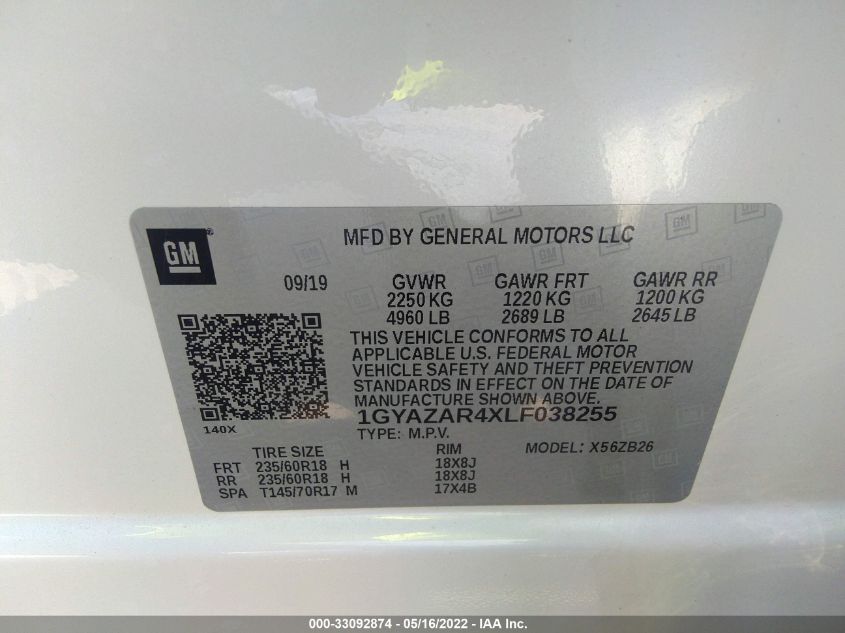 GM
MFD BY GENERAL MOTORS LLC
09/19 GVWR GAWR FRT GAWR RR
2250 KG 1220 KG 1200 KG
4960 LB 2689 LB 2645 LB
THIS VEHICLE CONFORMS TO ALL
APPLICABLE U.S. FEDERAL MOTOR
VEHICLE SAFETY AND THEFT PREVENTION
STANDARDS IN EFFECT ON THE DATE OF
MANUFACTURE SHOWN ABOVE.
140X 1GYAZAR4XLF038255
TYPE: M.P.V. MODEL: X56ZB26
TIRE SIZE RIM
FRT 235/60R18 H 18X8J
RR 235/60R18 H 18X8J
SPA T145/70R17 M 17X4B
000-33092874 - 05/16/2022 - IAA Inc.